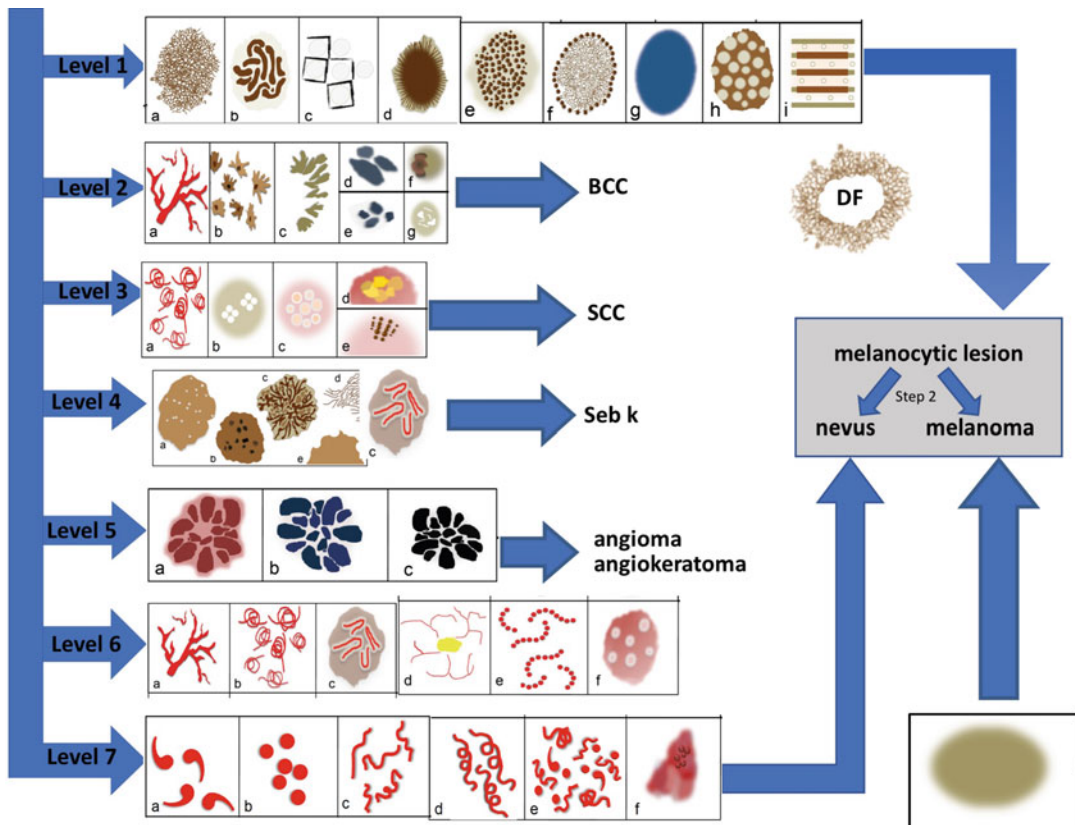 Level 1
a b c d e f g h i
Level 2
a b c d e f g
BCC
DF
Level 3
a b c d e
SCC
melanocytic lesion
Step 2
nevus melanoma
Level 4
a b c d e c
Seb k
Level 5
a b c
angioma
angiokeratoma
Level 6
a b c d e f
Level 7
a b c d e f